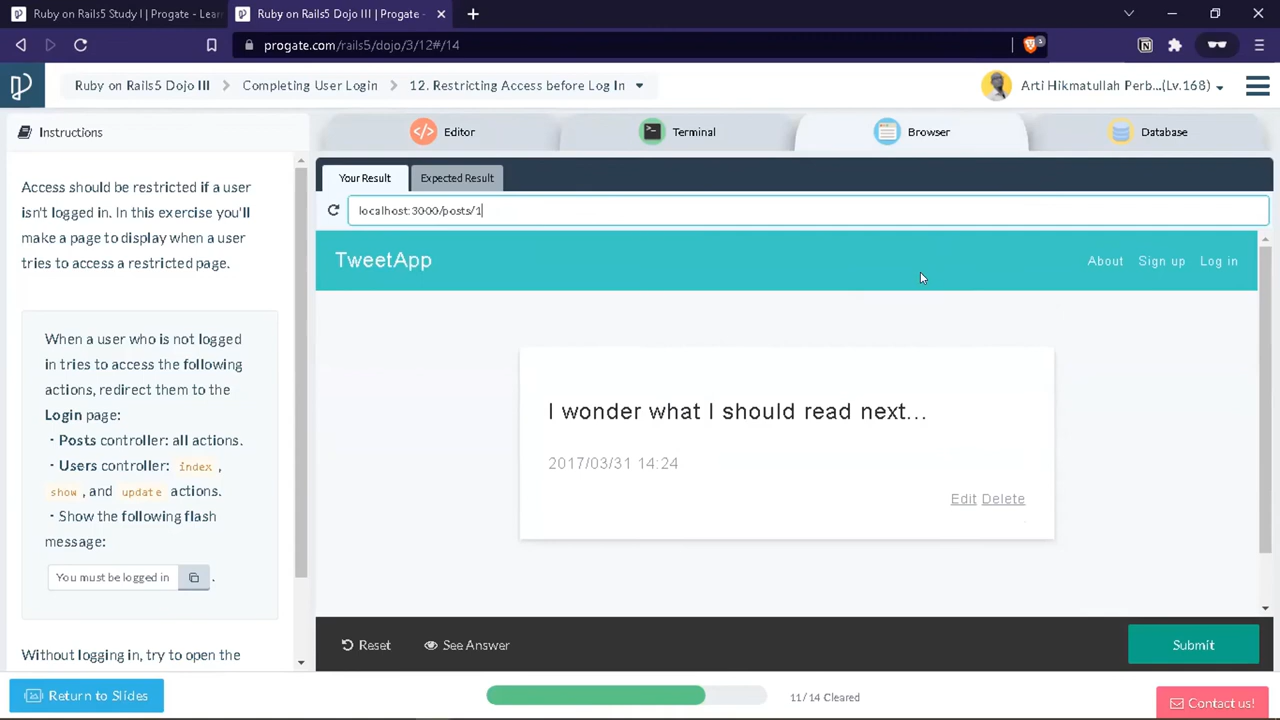 Ruby on Rails5 Study I | Progate - Lear
Ruby on Rails5 Dojo III | Progate -
progate.com/rails5/dojo/3/12#/14
Ruby on Rails5 Dojo III
Completing User Login
12. Restricting Access before Log In
Arti Hikmatullah Perb...(Lv.168)
Instructions
Editor
Terminal
Browser
Database
Your Result
Expected Result
Access should be restricted if a user
isn't logged in. In this exercise you'll
make a page to display when a user
tries to access a restricted page.
When a user who is not logged
in tries to access the following
actions, redirect them to the
Login page:
・Posts controller: all actions.
・Users controller: index ,
show , and update actions.
・Show the following flash
message:
You must be logged in .
Without logging in, try to open the
localhost:3000/posts/1
TweetApp
About Sign up Log in
I wonder what I should read next...
2017/03/31 14:24
Edit Delete
Reset
See Answer
Submit
Return to Slides
11/14 Cleared
Contact us!